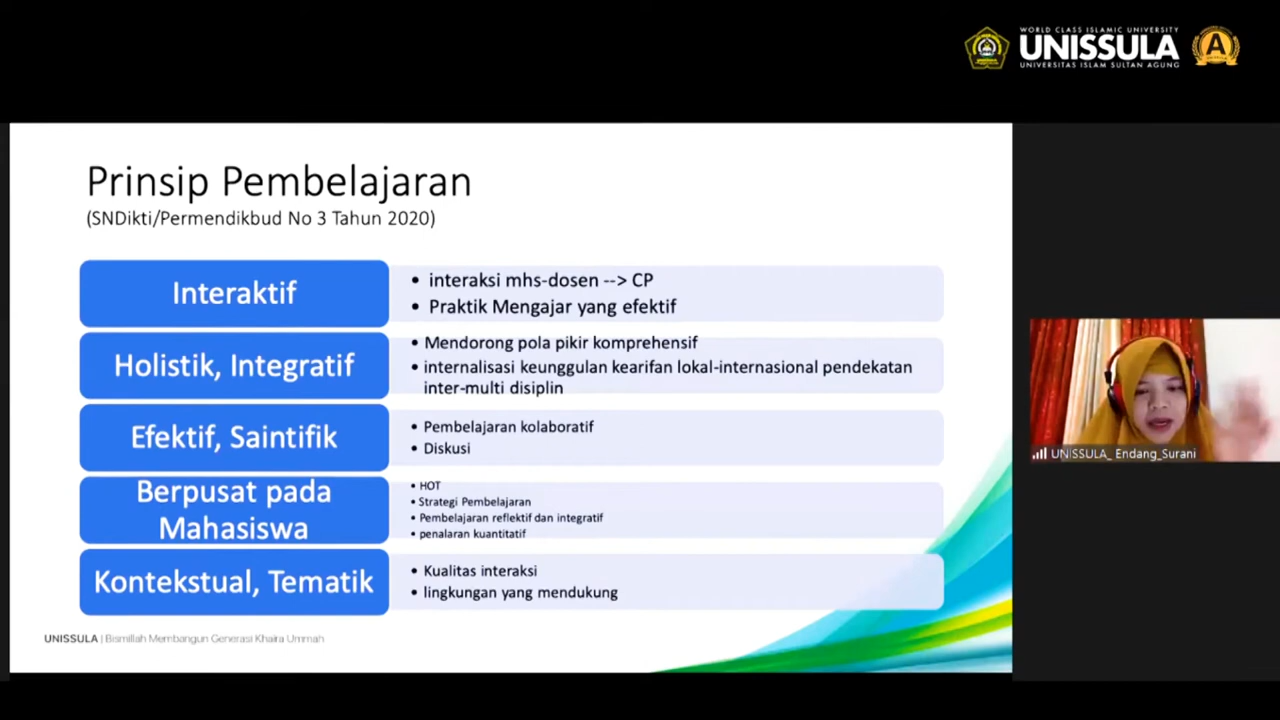 WORLD CLASS ISLAMIC UNIVERSITY
UNISSULA
UNIVERSITAS ISLAM SULTAN AGUNG
A
Prinsip Pembelajaran
(SNDikti/Permendikbud No 3 Tahun 2020)
Interaktif
• interaksi mhs-dosen --> CP
• Praktik Mengajar yang efektif
Holistik, Integratif
• Mendorong pola pikir komprehensif
• internalisasi keunggulan kearifan lokal-internasional pendekatan
inter-multi disiplin
Efektif, Saintifik
• Pembelajaran kolaboratif
• Diskusi
Berpusat pada
Mahasiswa
• HOT
• Strategi Pembelajaran
• Pembelajaran reflektif dan integratif
• penalaran kuantitatif
Kontekstual, Tematik
• Kualitas interaksi
• lingkungan yang mendukung
UNISSULA | Bismillah Membangun Generasi Khaira Ummah
UNISSULA_ Endang_Surani